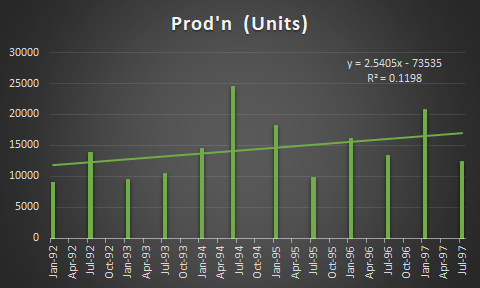 Prod'n (Units)
y = 2.5405x - 73535
R² = 0.1198
30000
25000
20000
15000
10000
5000
0
Jan-92
Apr-92
Jul-92
Oct-92
Jan-93
Apr-93
Jul-93
Oct-93
Jan-94
Apr-94
Jul-94
Oct-94
Jan-95
Apr-95
Jul-95
Oct-95
Jan-96
Apr-96
Jul-96
Oct-96
Jan-97
Apr-97
Jul-97